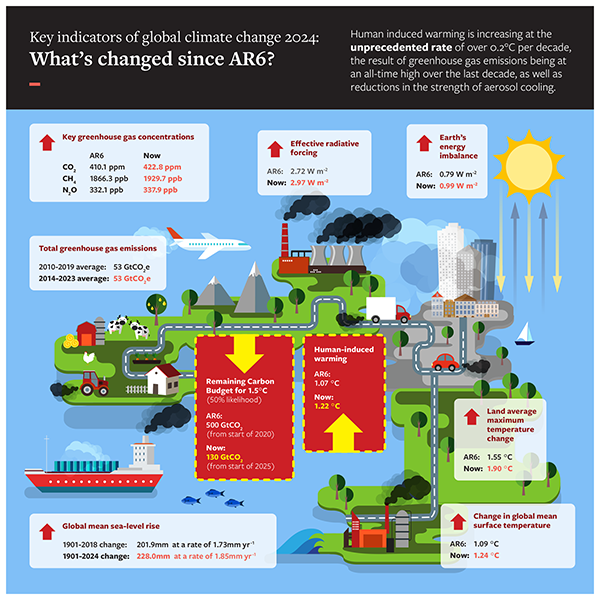 Key indicators of global climate change 2024:
What's changed since AR6?
Human induced warming is increasing at the
unprecedented rate of over 0.2°C per decade,
the result of greenhouse gas emissions being at
an all-time high over the last decade, as well as
reductions in the strength of aerosol cooling.
Key greenhouse gas concentrations
AR6 Now
CO₂ 410.1 ppm 422.8 ppm
CH₄ 1866.3 ppb 1929.7 ppb
N₂O 332.1 ppb 337.9 ppb
Effective radiative
forcing
AR6: 2.72 W m⁻²
Now: 2.97 W m⁻²
Earth's
energy
imbalance
AR6: 0.79 W m⁻²
Now: 0.99 W m⁻²
Total greenhouse gas emissions
2010-2019 average: 53 GtCO₂e
2014-2023 average: 53 GtCO₂e
Remaining Carbon
Budget for 1.5°C
(50% likelihood)
AR6:
500 GtCO₂
(from start of 2020)
Now:
130 GtCO₂
(from start of 2025)
Human-induced
warming
AR6:
1.07 °C
Now:
1.22 °C
Land average
maximum
temperature
change
AR6: 1.55 °C
Now: 1.90 °C
Global mean sea-level rise
1901-2018 change: 201.9mm at a rate of 1.73mm yr⁻¹
1901-2024 change: 228.0mm at a rate of 1.85mm yr⁻¹
Change in global mean
surface temperature
AR6: 1.09 °C
Now: 1.24 °C